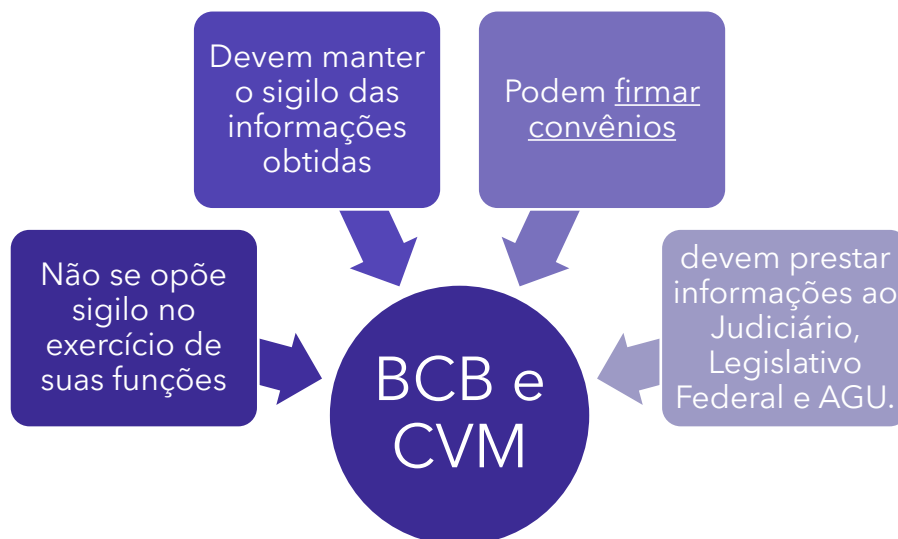 Devem manter
o sigilo das
informações
obtidas
Podem firmar
convênios
Não se opõe
sigilo no
exercício de
suas funções
devem prestar
informações ao
Judiciário,
Legislativo
Federal e AGU.
BCB e
CVM